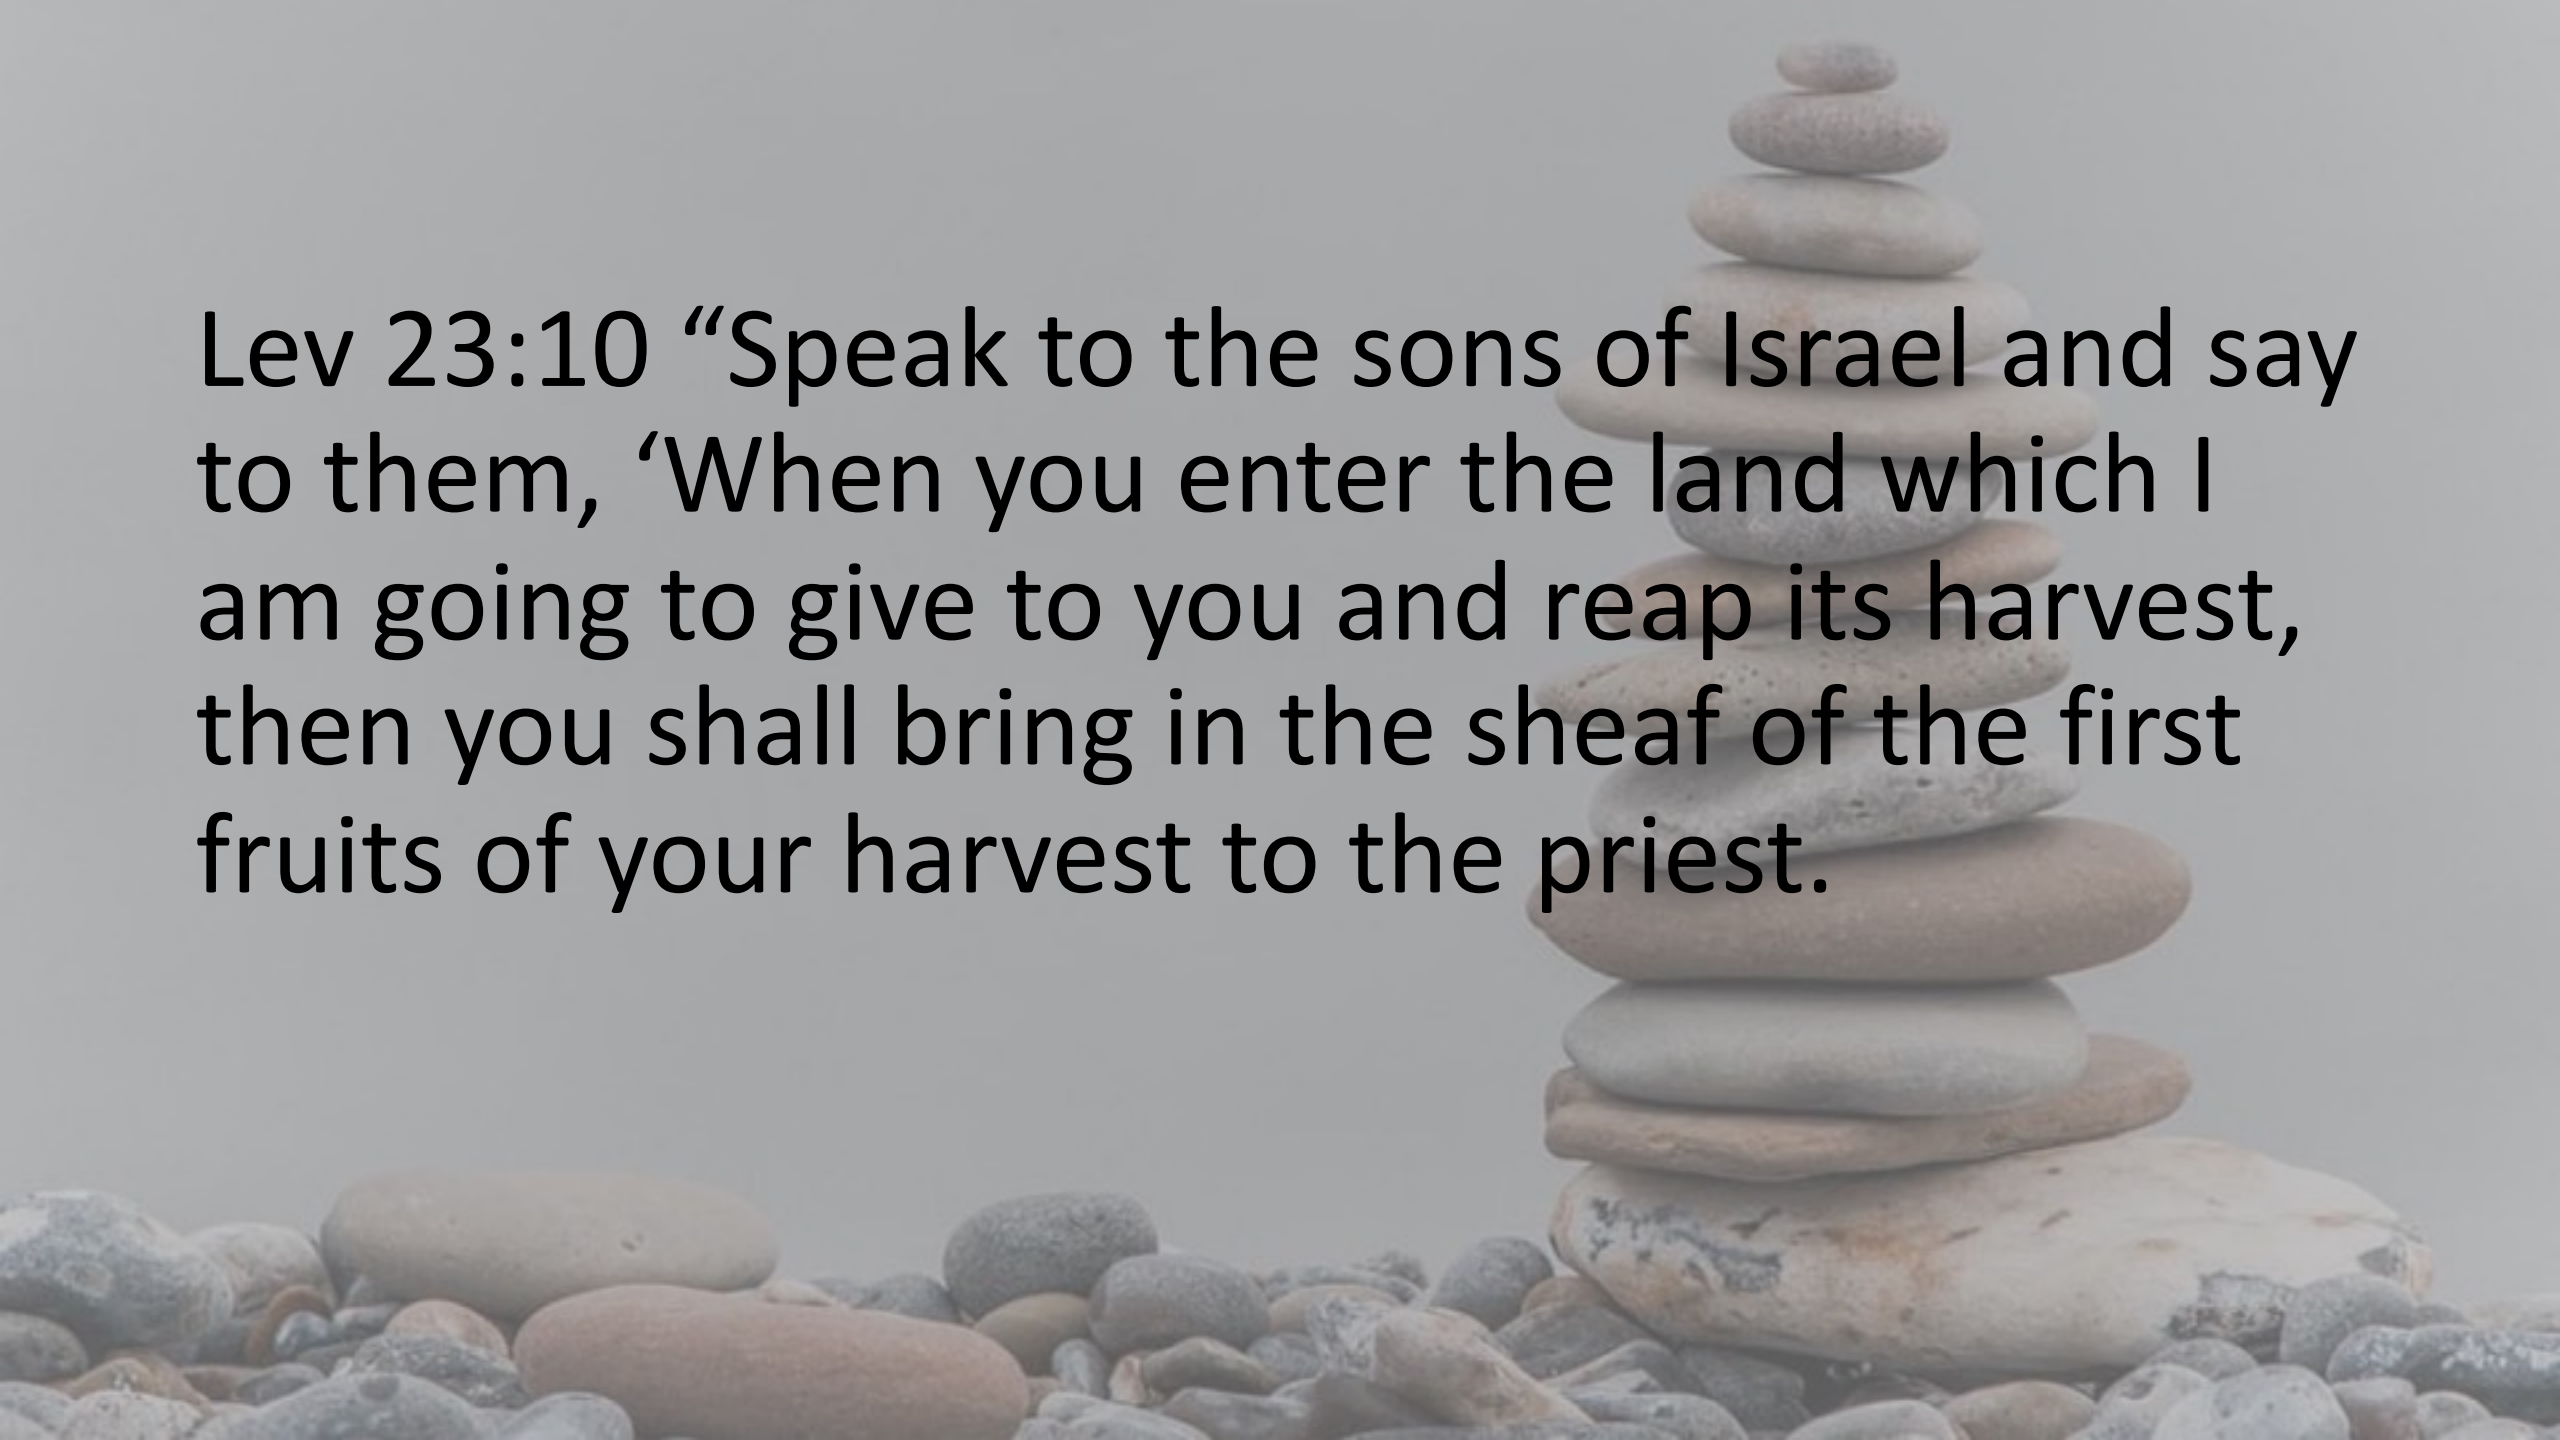 Lev 23:10 “Speak to the sons of Israel and say
to them, ‘When you enter the land which I
am going to give to you and reap its harvest,
then you shall bring in the sheaf of the first
fruits of your harvest to the priest.